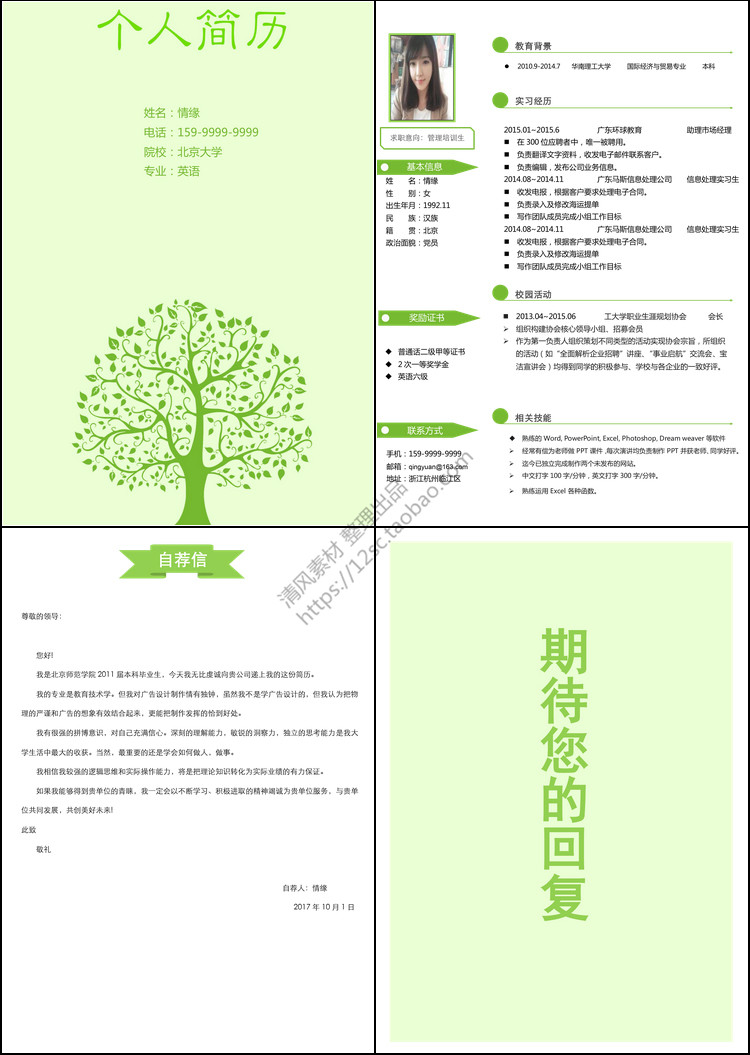 个人简历
姓名：情缘
电话：159-9999-9999
院校：北京大学
专业：英语
求职意向：管理培训生
基本信息
姓 名：情缘
性 别：女
出生年月：1992.11
民 族：汉族
籍 贯：北京
政治面貌：党员
奖励证书
◆ 普通话二级甲等证书
◆ 2 次一等奖学金
◆ 英语六级
联系方式
手机：159-9999-9999
邮箱：qingyuan@163.com
地址：浙江杭州临江区
教育背景
● 2010.9-2014.7 华南理工大学 国际经济与贸易专业 本科
实习经历
2015.01~2015.6 广东环球教育 助理市场经理
■ 在 300 位应聘者中，唯一被聘用。
■ 负责翻译文字资料，收发电子邮件联系客户。
■ 负责编辑，发布公司业务信息。
2014.08~2014.11 广东马斯信息处理公司 信息处理实习生
■ 收发电报，根据客户要求处理电子合同。
■ 负责录入及修改海运提单
■ 写作团队成员完成小组工作目标
2014.08~2014.11 广东马斯信息处理公司 信息处理实习生
■ 收发电报，根据客户要求处理电子合同。
■ 负责录入及修改海运提单
■ 写作团队成员完成小组工作目标
校园活动
■ 2013.04~2015.06 工大学职业生涯规划协会 会长
➢ 组织构建协会核心领导小组、招募会员
➢ 作为第一负责人组织策划不同类型的活动实现协会宗旨，所组织
的活动（如“全面解析企业招聘”讲座、“事业启航”交流会、宝
洁宣讲会）均得到同学的积极参与、学校与各企业的一致好评。
相关技能
◆ 熟练的 Word, PowerPoint, Excel, Photoshop, Dream weaver 等软件
➢ 经常有偿为老师做 PPT 课件 ,每次演讲均负责制作 PPT 并获老师, 同学好评。
➢ 迄今已独立完成制作两个未发布的网站。
➢ 中文打字 100 字/分钟，英文打字 300 字/分钟。
➢ 熟练运用 Excel 各种函数。
清风素材 整理出品
https://12sc.taobao.com
自荐信
尊敬的领导：
您好！
我是北京师范学院 2011 届本科毕业生，今天我无比虔诚向贵公司递上我的这份简历。
我的专业是教育技术学。但我对广告设计制作情有独钟，虽然我不是学广告设计的，但我认为把物
理的严谨和广告的想象有效结合起来，更能把制作发挥的恰到好处。
我有很强的拼搏意识，对自己充满信心。深刻的理解能力，敏锐的洞察力，独立的思考能力是我大
学生活中最大的收获。当然，最重要的还是学会如何做人、做事。
我相信我较强的逻辑思维和实际操作能力，将是把理论知识转化为实际业绩的有力保证。
如果我能够得到贵单位的青睐，我一定会以不断学习、积极进取的精神竭诚为贵单位服务，与贵单
位共同发展，共创美好未来!
此致
敬礼
自荐人：情缘
2017 年 10 月 1 日
期待您的回复